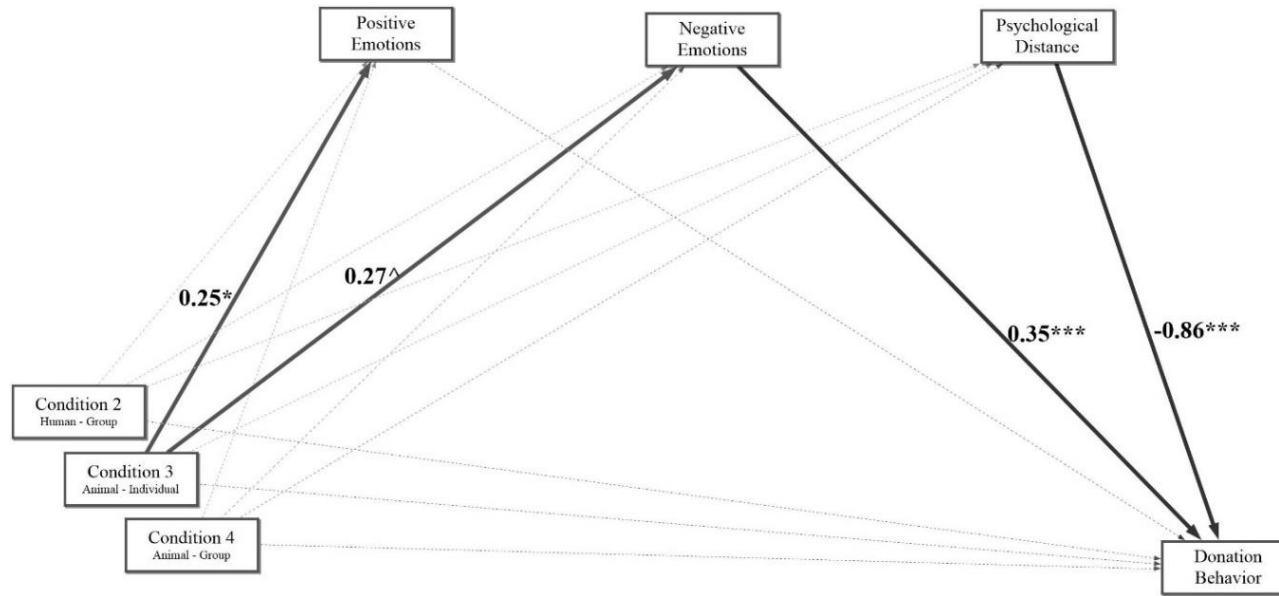 Positive
Emotions
Negative
Emotions
Psychological
Distance
0.25*
0.27^
0.35***
-0.86***
Condition 2
Human - Group
Condition 3
Animal - Individual
Condition 4
Animal - Group
Donation
Behavior